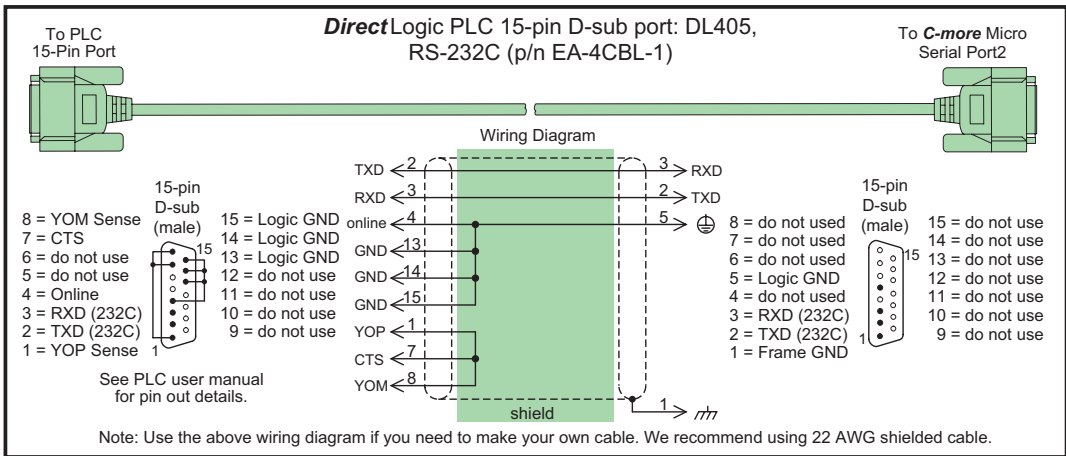 DirectLogic PLC 15-pin D-sub port: DL405,
RS-232C (p/n EA-4CBL-1)
To PLC
15-Pin Port
To C-more Micro
Serial Port2
Wiring Diagram
TXD 2 3 RXD
RXD 3 2 TXD
online 4 5
GND 13
GND 14
GND 15
YOP 1
CTS 7
YOM 8
shield
1
15-pin
D-sub
(male)
15
1
8 = YOM Sense
7 = CTS
6 = do not use
5 = do not use
4 = Online
3 = RXD (232C)
2 = TXD (232C)
1 = YOP Sense
15 = Logic GND
14 = Logic GND
13 = Logic GND
12 = do not use
11 = do not use
10 = do not use
9 = do not use
See PLC user manual
for pin out details.
15-pin
D-sub
(male)
15
1
8 = do not used
7 = do not used
6 = do not used
5 = Logic GND
4 = do not used
3 = RXD (232C)
2 = TXD (232C)
1 = Frame GND
15 = do not use
14 = do not use
13 = do not use
12 = do not use
11 = do not use
10 = do not use
9 = do not use
Note: Use the above wiring diagram if you need to make your own cable. We recommend using 22 AWG shielded cable.